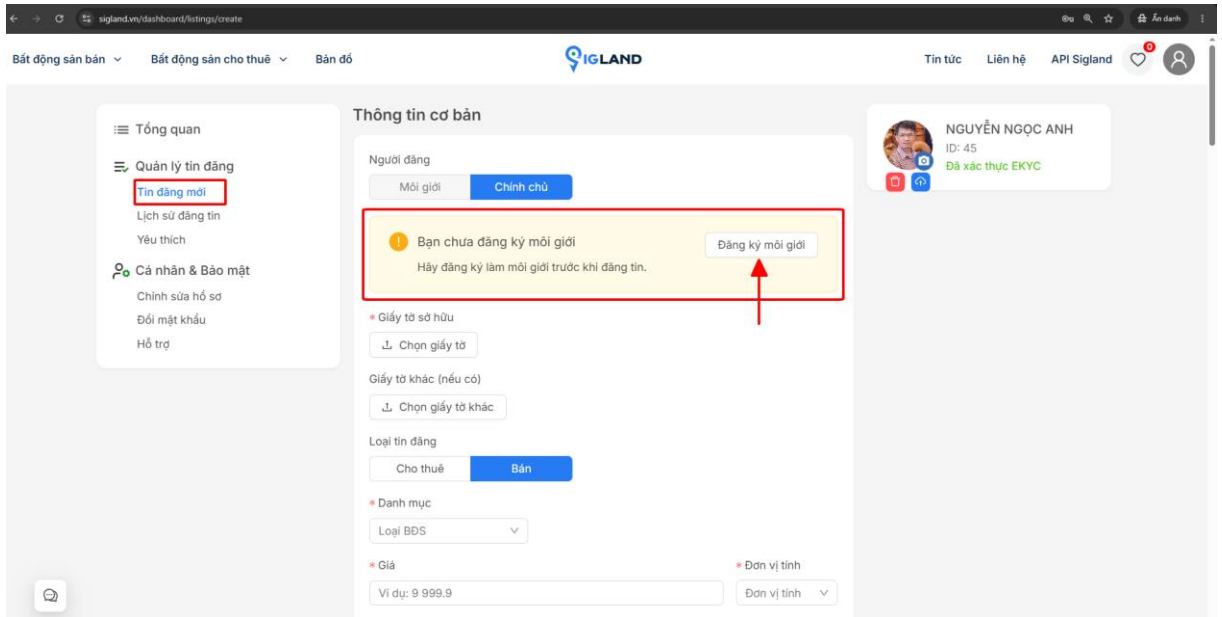 sigland.vn/dashboard/listings/create
Ẩn danh
Bất động sản bán
Bất động sản cho thuê
Bản đồ
SIGLAND
Tin tức
Liên hệ
API Sigland
0
Tổng quan
Quản lý tin đăng
Tin đăng mới
Lịch sử đăng tin
Yêu thích
Cá nhân & Bảo mật
Chỉnh sửa hồ sơ
Đổi mật khẩu
Hỗ trợ
Thông tin cơ bản
Người đăng
Môi giới
Chính chủ
Bạn chưa đăng ký môi giới
Hãy đăng ký làm môi giới trước khi đăng tin.
Đăng ký môi giới
* Giấy tờ sở hữu
Chọn giấy tờ
Giấy tờ khác (nếu có)
Chọn giấy tờ khác
Loại tin đăng
Cho thuê
Bán
* Danh mục
Loại BĐS
* Giá
Ví dụ: 9 999.9
* Đơn vị tính
Đơn vị tính
NGUYỄN NGỌC ANH
ID: 45
Đã xác thực EKYC